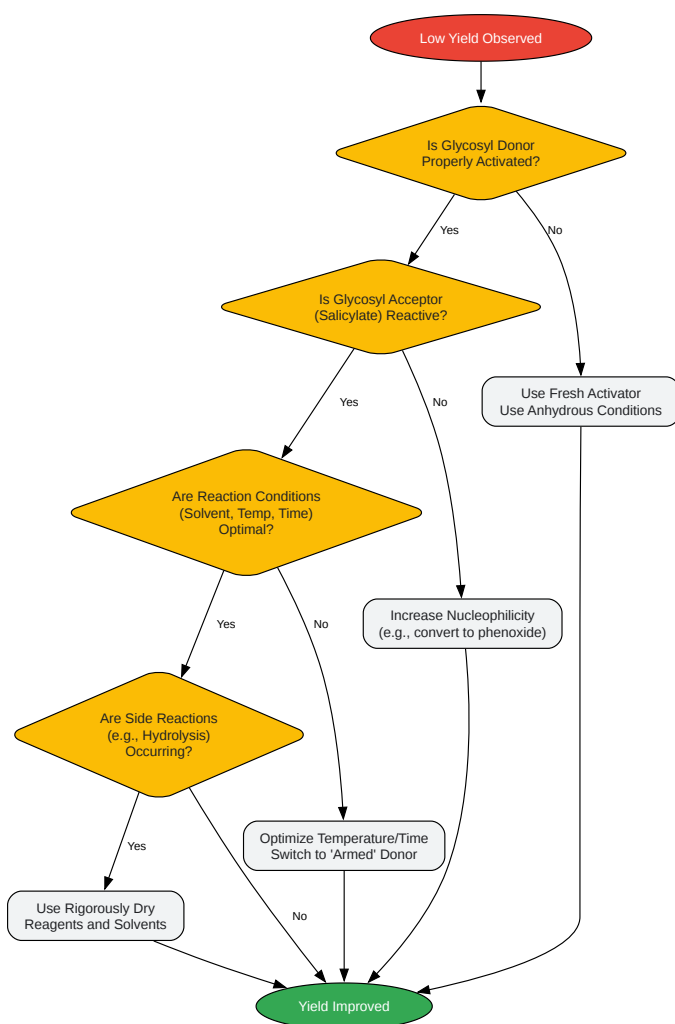 Low Yield Observed
Is Glycosyl Donor
Properly Activated?
Yes
No
Is Glycosyl Acceptor
(Salicylate) Reactive?
Use Fresh Activator
Use Anhydrous Conditions
Yes
No
Are Reaction Conditions
(Solvent, Temp, Time)
Optimal?
Increase Nucleophilicity
(e.g., convert to phenoxide)
Yes
No
Are Side Reactions
(e.g., Hydrolysis)
Occurring?
Optimize Temperature/Time
Switch to 'Armed' Donor
Yes
No
Use Rigorously Dry
Reagents and Solvents
Yield Improved